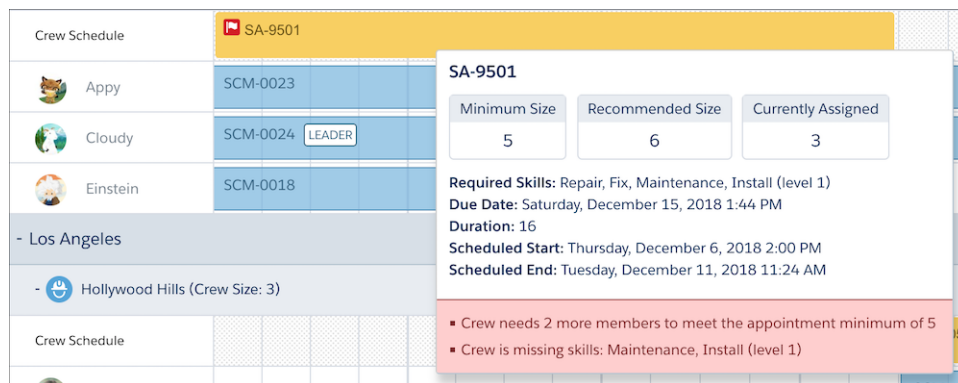 Crew Schedule
SA-9501
Appy
SCM-0023
Cloudy
SCM-0024 LEADER
Einstein
SCM-0018
- Los Angeles
- Hollywood Hills (Crew Size: 3)
Crew Schedule
SA-9501
Minimum Size Recommended Size Currently Assigned
5 6 3
Required Skills: Repair, Fix, Maintenance, Install (level 1)
Due Date: Saturday, December 15, 2018 1:44 PM
Duration: 16
Scheduled Start: Thursday, December 6, 2018 2:00 PM
Scheduled End: Tuesday, December 11, 2018 11:24 AM
▪ Crew needs 2 more members to meet the appointment minimum of 5
▪ Crew is missing skills: Maintenance, Install (level 1)